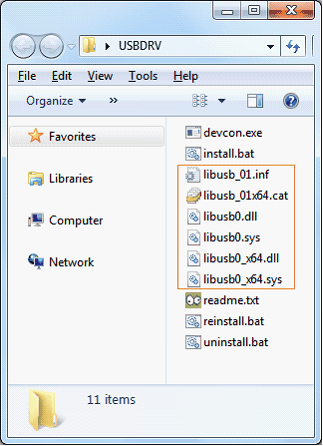 USBDRV
File Edit View Tools Help
Organize »
Favorites
Libraries
Computer
Network
devcon.exe
install.bat
libusb_01.inf
libusb_01x64.cat
libusb0.dll
libusb0.sys
libusb0_x64.dll
libusb0_x64.sys
readme.txt
reinstall.bat
uninstall.bat
11 items